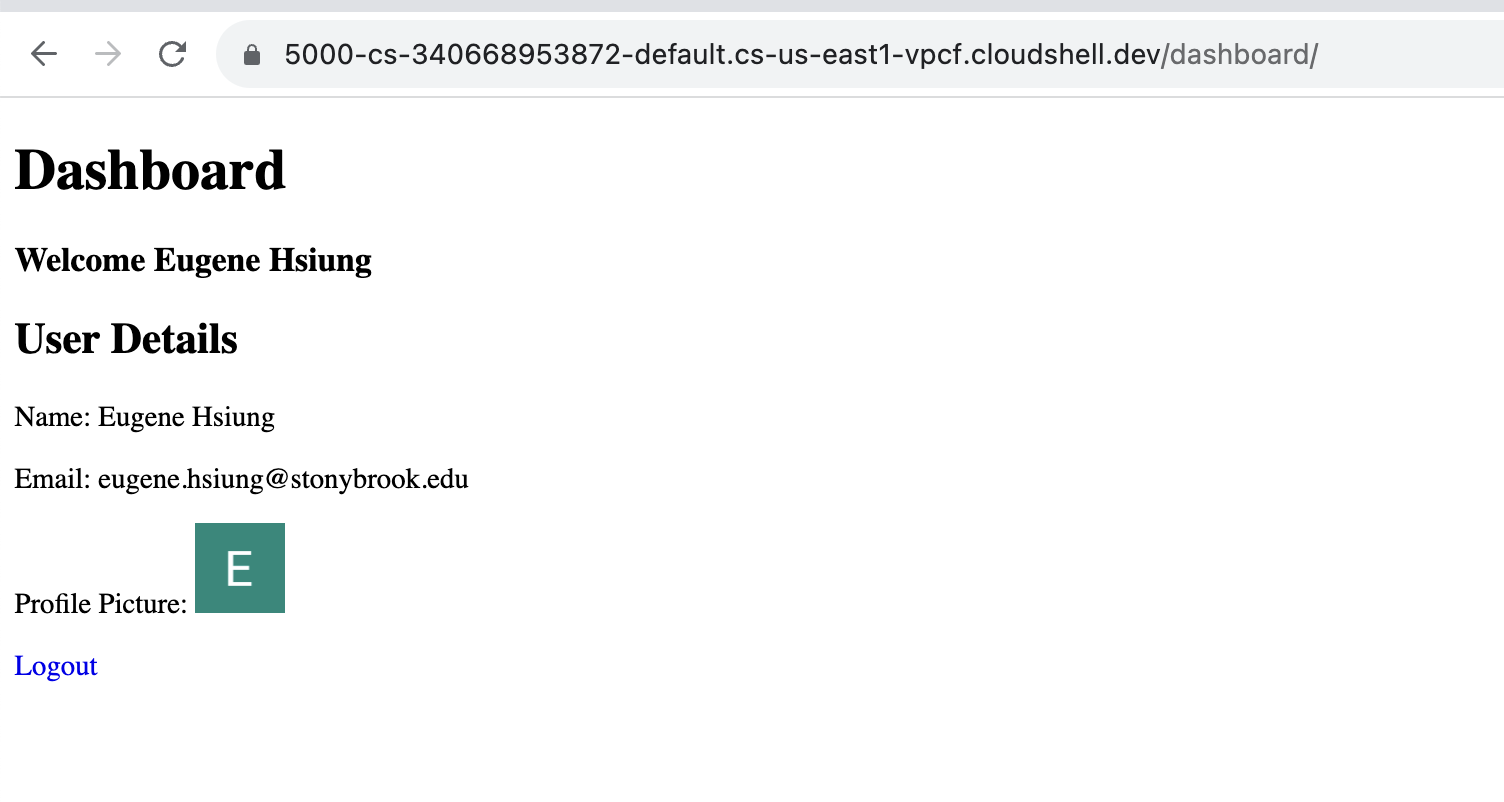 5000-cs-340668953872-default.cs-us-east1-vpcf.cloudshell.dev/dashboard/
Dashboard
Welcome Eugene Hsiung
User Details
Name: Eugene Hsiung
Email: eugene.hsiung@stonybrook.edu
E
Profile Picture:
Logout